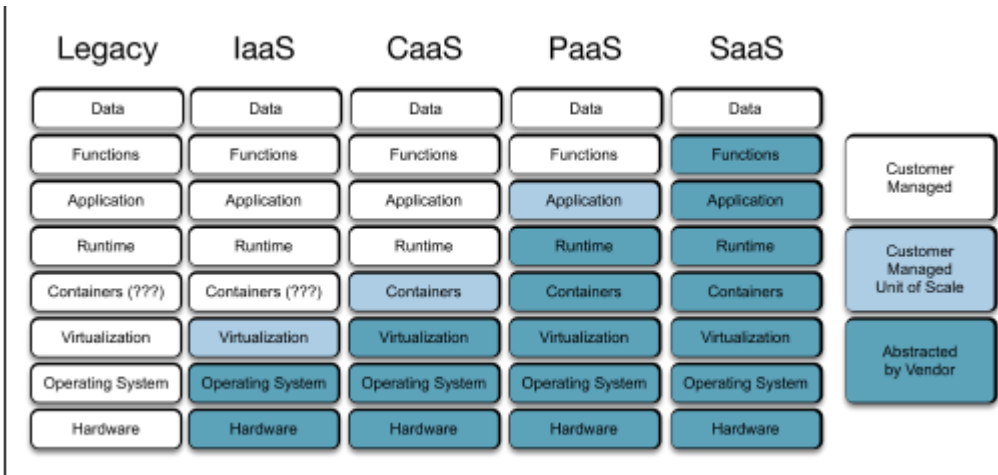 Legacy IaaS CaaS PaaS SaaS
Data Data Data Data Data
Functions Functions Functions Functions Functions
Application Application Application Application Application
Runtime Runtime Runtime Runtime Runtime
Containers (???) Containers (???) Containers Containers Containers
Virtualization Virtualization Virtualization Virtualization Virtualization
Operating System Operating System Operating System Operating System Operating System
Hardware Hardware Hardware Hardware Hardware
Customer
Managed
Customer
Managed
Unit of Scale
Abstracted
by Vendor